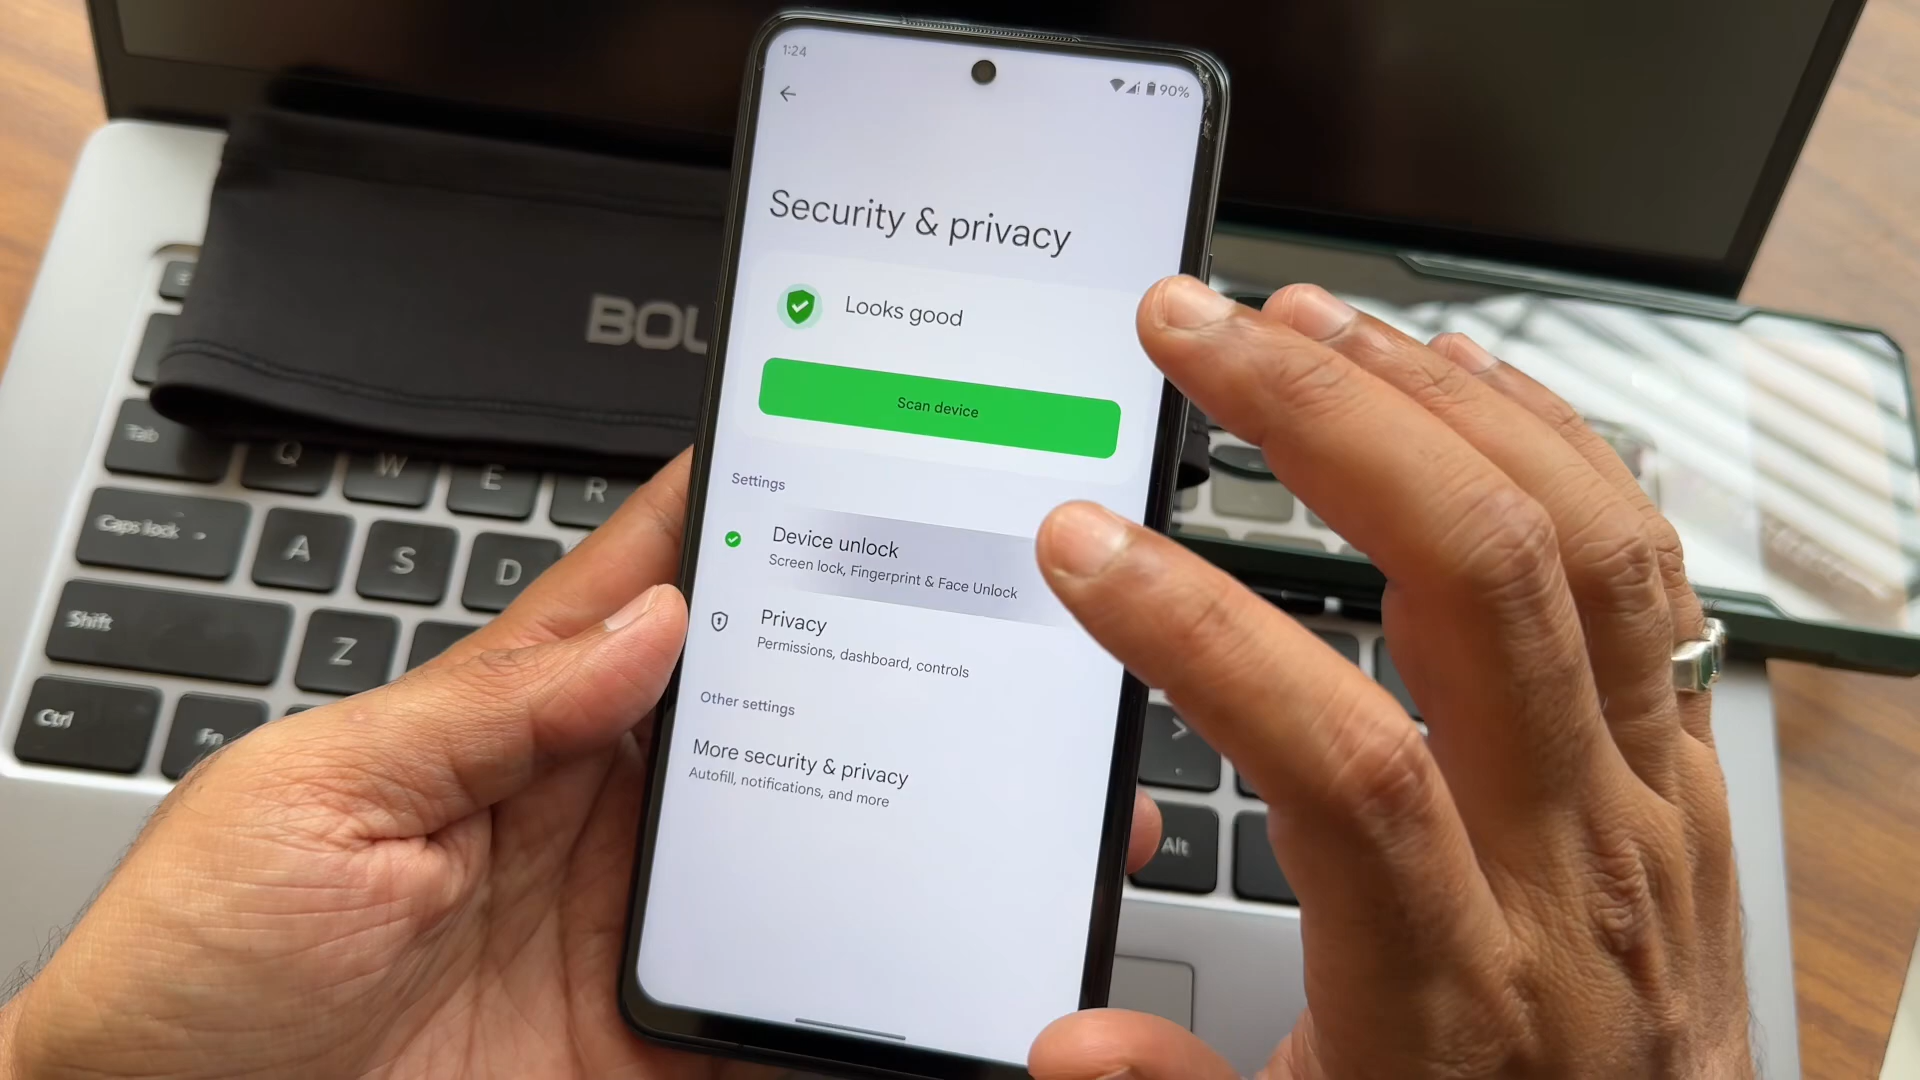 1:24
90%
Security & privacy
Looks good
Scan device
Settings
Device unlock
Screen lock, Fingerprint & Face Unlock
Privacy
Permissions, dashboard, controls
Other settings
More security & privacy
Autofill, notifications, and more
BOU
Tab
Q
W
E
R
Caps lock
A
S
D
Shift
Z
Ctrl
Fn
>
.
Alt